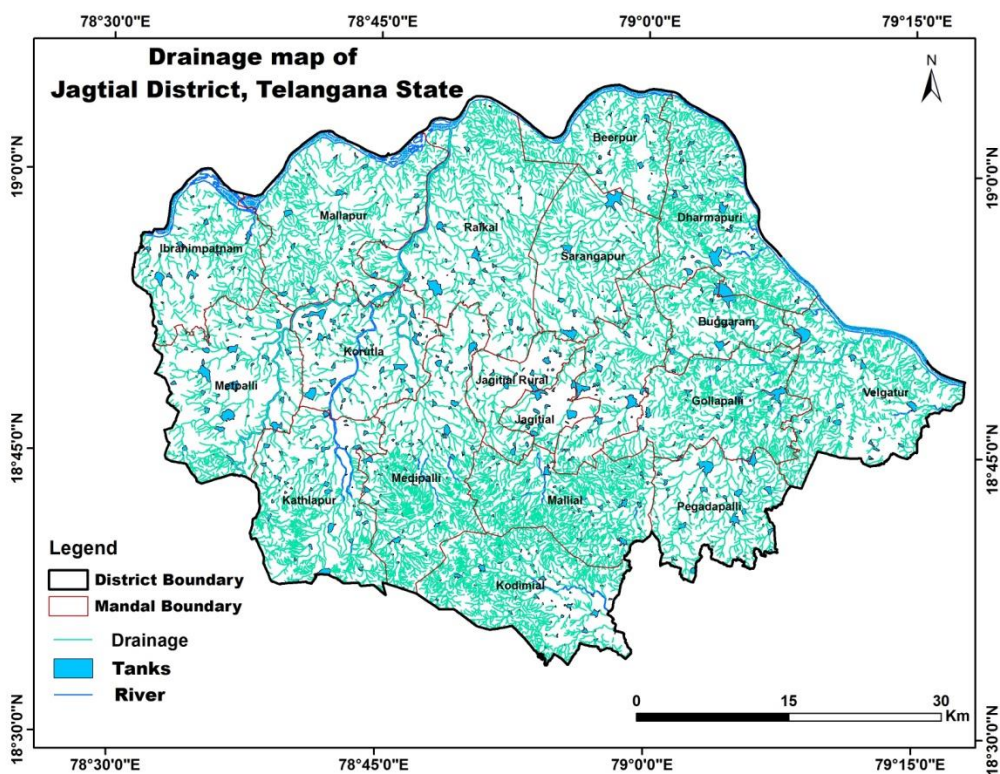 78°30'0"E
78°45'0"E
79°0'0"E
79°15'0"E
Drainage map of
Jagtial District, Telangana State
N
19°0'0"N
19°0'0"N
Beerpur
Mallapur
Raikal
Dharmapuri
Ibrahimpatnam
Sarangapur
Buggaram
Korutla
Metpalli
Jagitial Rural
Gollapalli
Velgatur
Jagitial
18°45'0"N
18°45'0"N
Kathlapur
Medipalli
Mallial
Pegadapalli
Kodimial
Legend
District Boundary
Mandal Boundary
Drainage
Tanks
River
0 15 30
Km
18°30'0"N
18°30'0"N
78°30'0"E
78°45'0"E
79°0'0"E
79°15'0"E